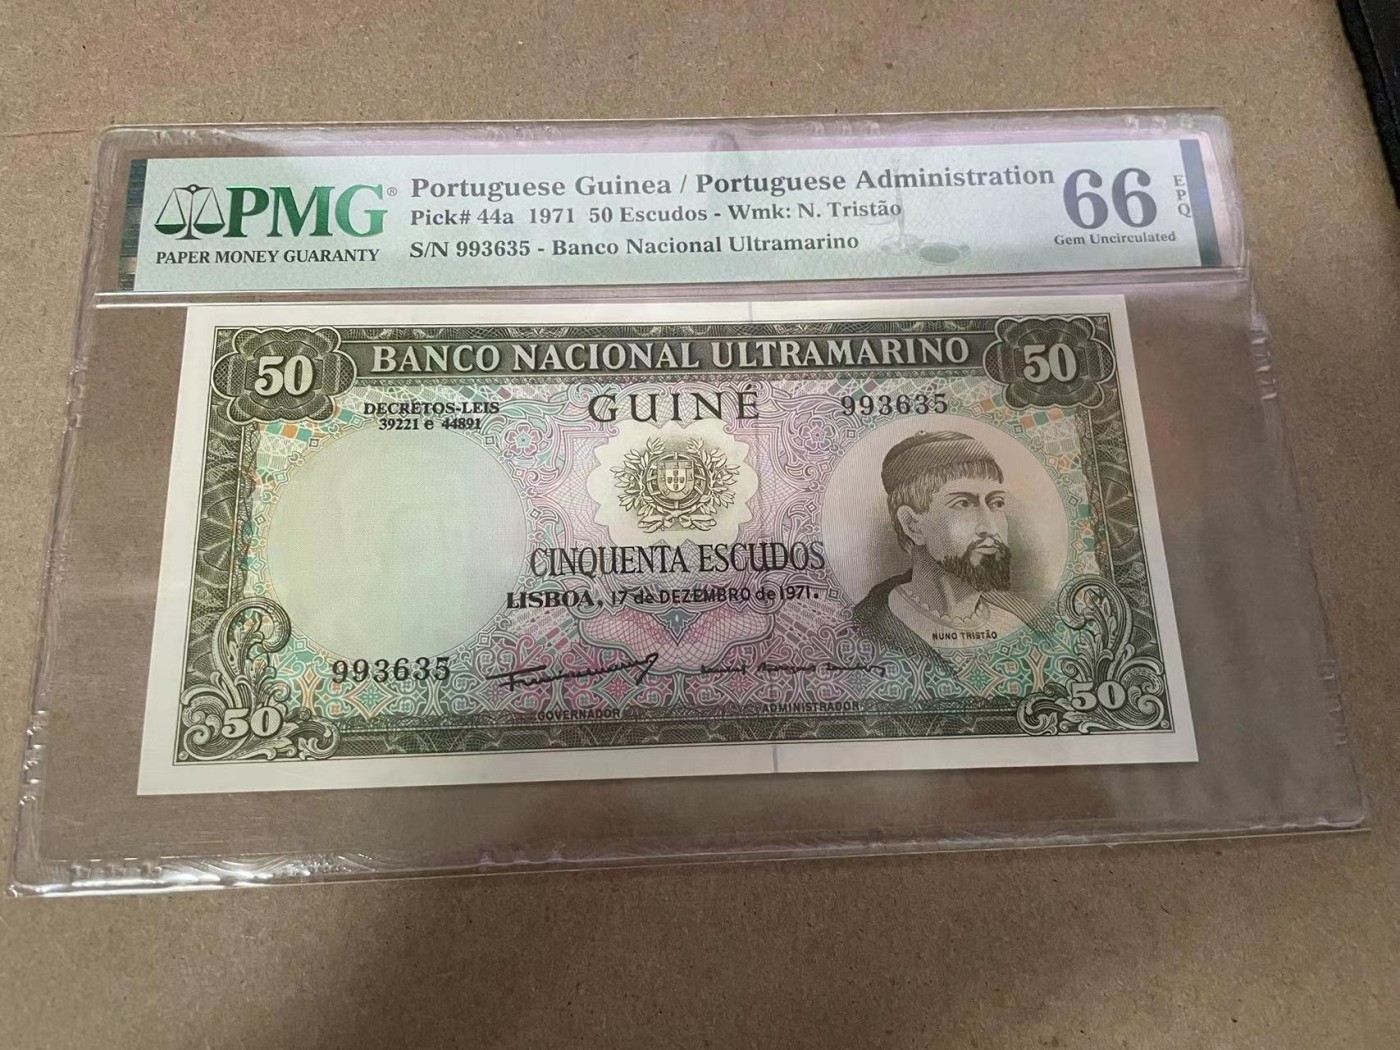 PMG®
PAPER MONEY GUARANTY
Portuguese Guinea / Portuguese Administration
Pick# 44a 1971 50 Escudos - Wmk: N. Tristão
S/N 993635 - Banco Nacional Ultramarino
66
EPQ
Gem Uncirculated
50 BANCO NACIONAL ULTRAMARINO 50
DECRETOS-LEIS
39221 e 44891
GUINÉ
993635
CINQUENTA ESCUDOS
LISBOA, 17 de DEZEMBRO de 1971.
NUNO TRISTÃO
993635
GOVERNADOR
ADMINISTRADOR
50
50